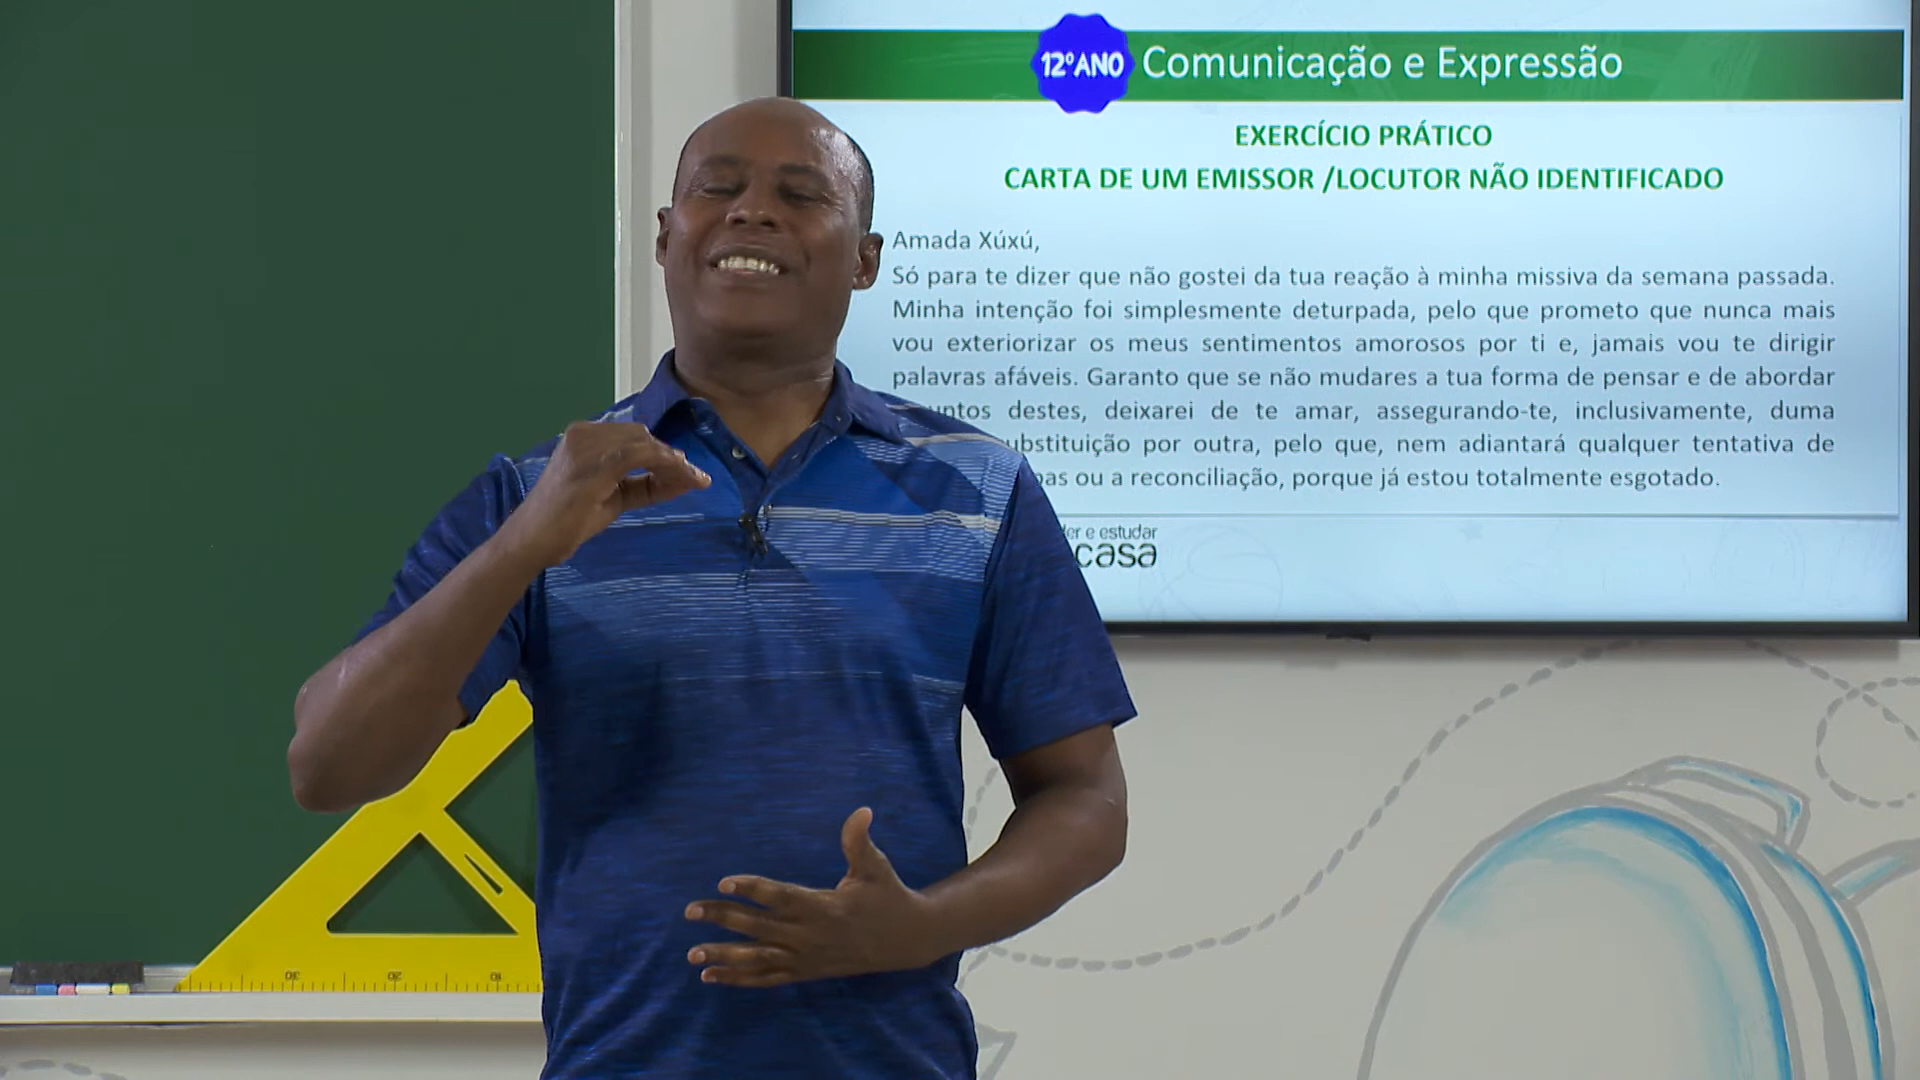 12ºANO Comunicação e Expressão
EXERCÍCIO PRÁTICO
CARTA DE UM EMISSOR /LOCUTOR NÃO IDENTIFICADO
Amada Xúxú,
Só para te dizer que não gostei da tua reação à minha missiva da semana passada.
Minha intenção foi simplesmente deturpada, pelo que prometo que nunca mais
vou exteriorizar os meus sentimentos amorosos por ti e, jamais vou te dirigir
palavras afáveis. Garanto que se não mudares a tua forma de pensar e de abordar
destes, deixarei de te amar, assegurando-te, inclusivamente, duma
por outra, pelo que, nem adiantará qualquer tentativa de
ou a reconciliação, porque já estou totalmente esgotado.
e estudar
casa
30 20 10